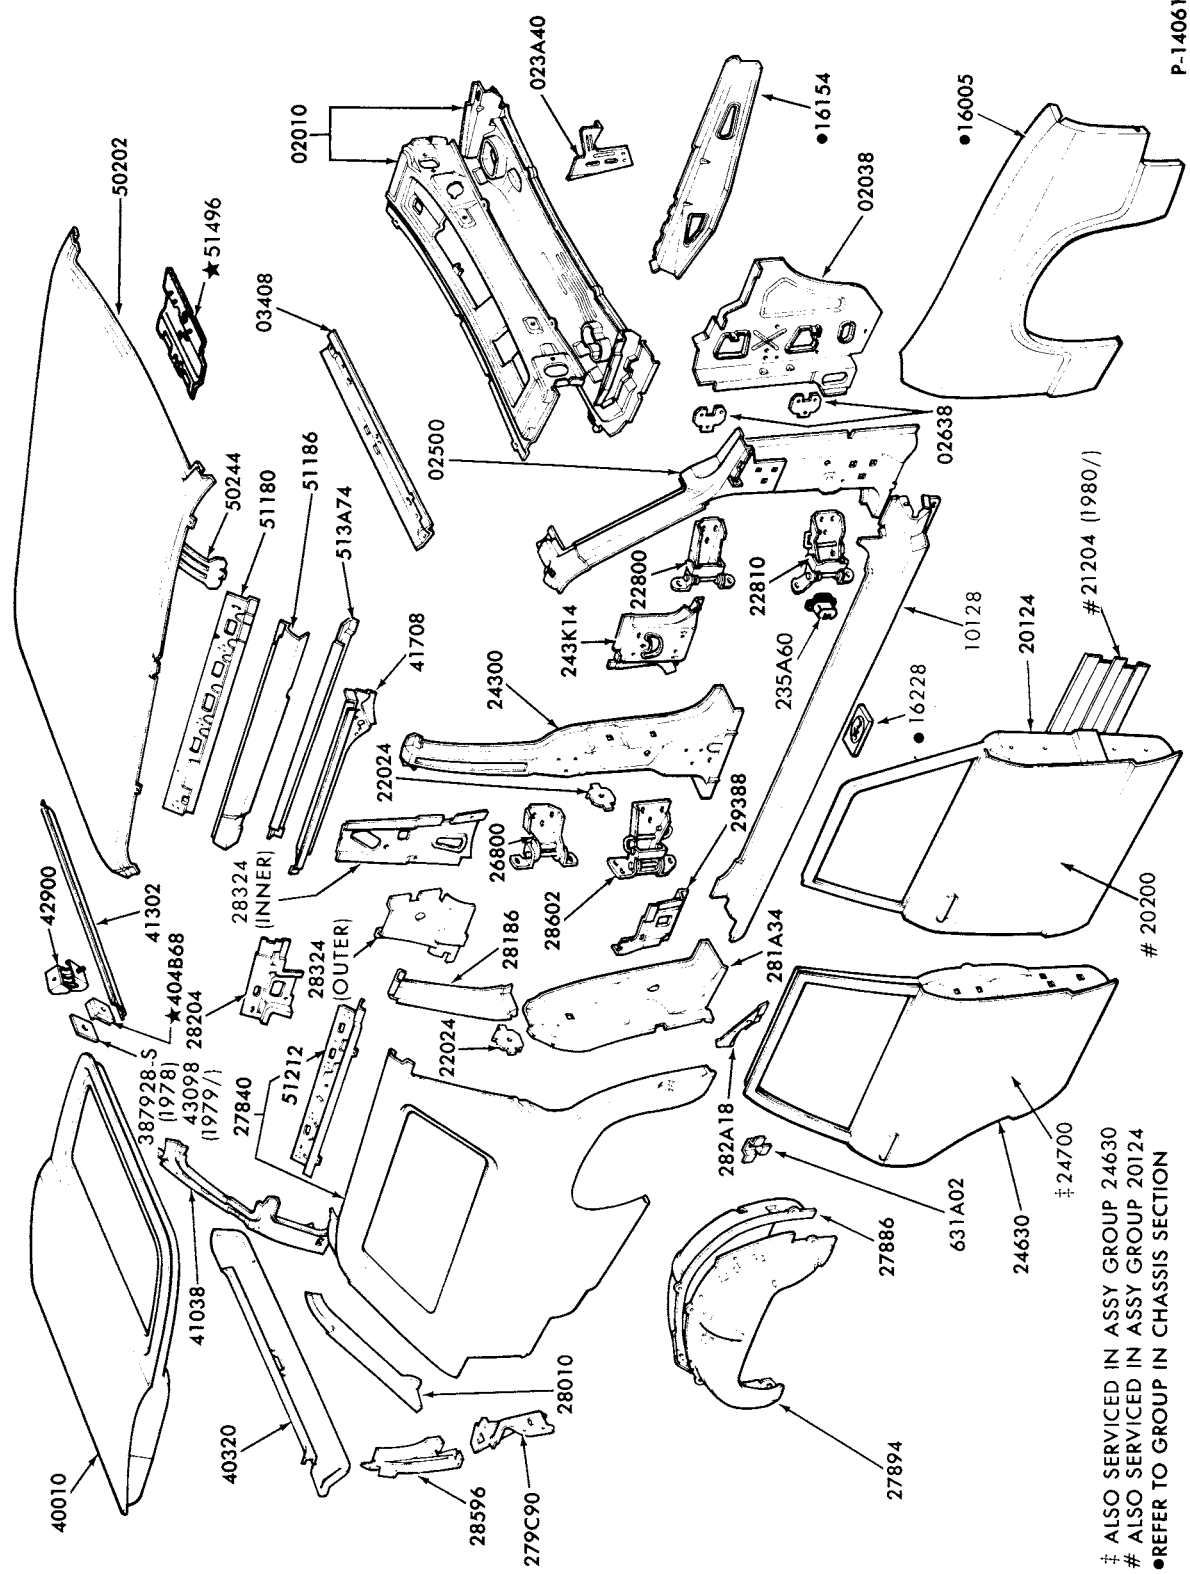 40010
42900
50202
41302
★51496
★404B68
387928-S
(1978)
43098
(1979/)
28204
50244
51180
51186
513A74
41708
03408
02010
023A40
●16154
02038
●16005
P-14061
41038
40320
27840
51212
28324
(INNER)
28324
(OUTER)
28186
22024
22024
24300
26800
28602
29388
243K14
22800
22810
235A60
02500
02638
10128
●16228
20124
#21204 (1980/)
#20200
281A34
282A18
631A02
24630
‡24700
27886
27894
28010
28596
279C90
‡ ALSO SERVICED IN ASSY GROUP 24630
# ALSO SERVICED IN ASSY GROUP 20124
●REFER TO GROUP IN CHASSIS SECTION